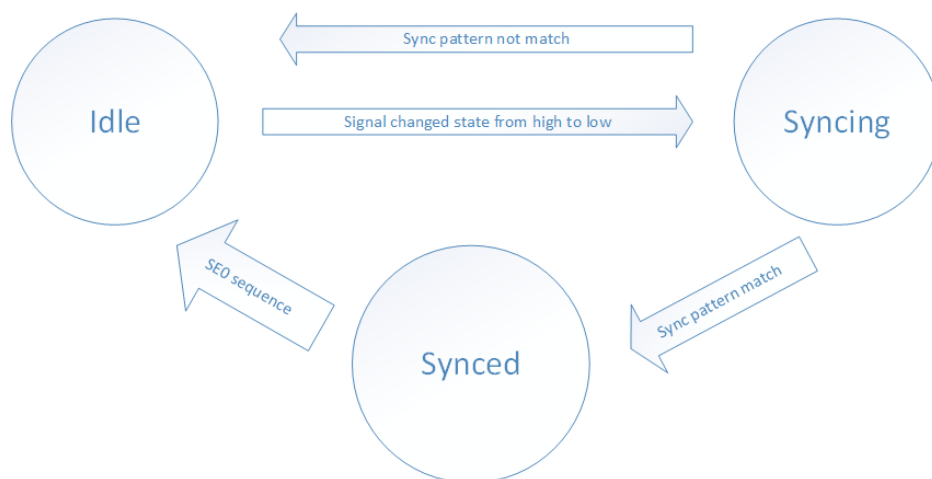 Sync pattern not match
Idle
Signal changed state from high to low
Syncing
SE0 sequence
Sync pattern match
Synced